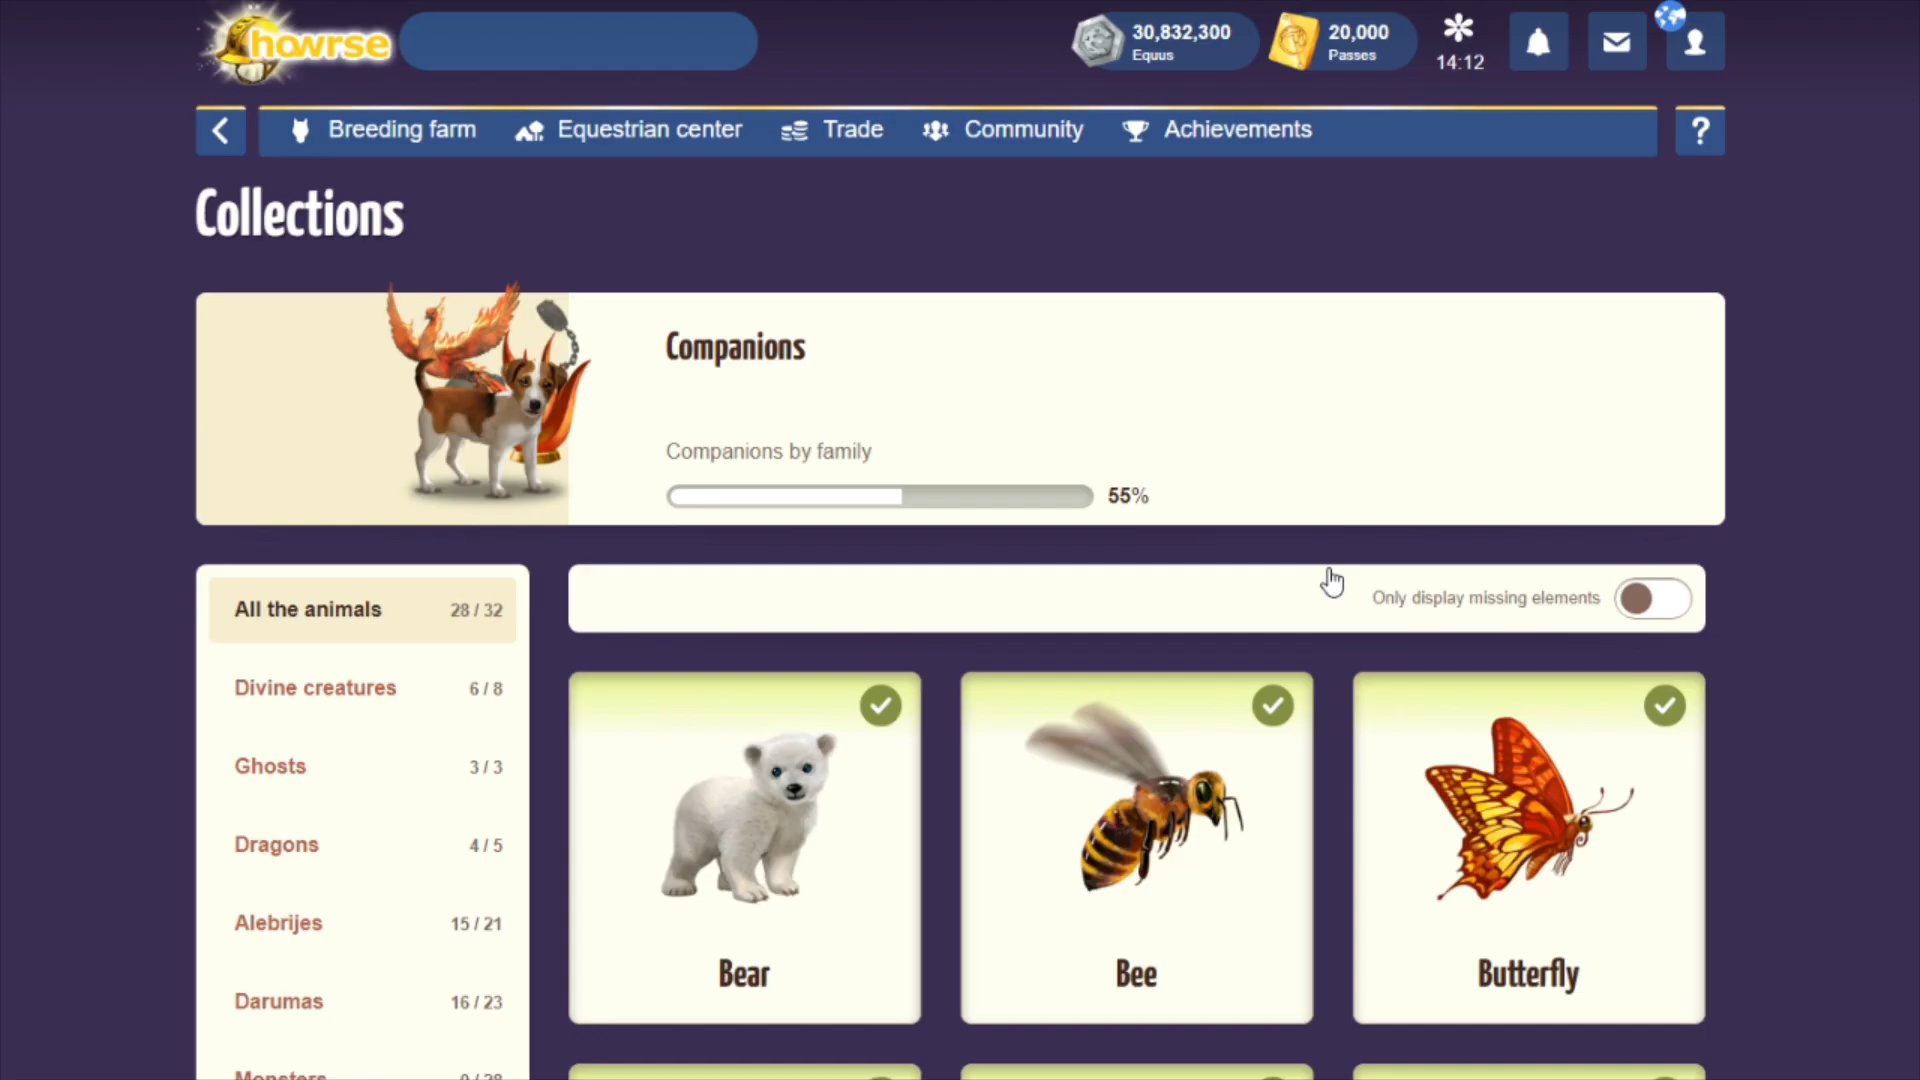 howrse
30,832,300
Equus
20,000
Passes
14:12
Breeding farm
Equestrian center
Trade
Community
Achievements
?
Collections
Companions
Companions by family
55%
All the animals 28 / 32
Divine creatures 6 / 8
Ghosts 3 / 3
Dragons 4 / 5
Alebrijes 15 / 21
Darumas 16 / 23
Monsters
Only display missing elements
Bear
Bee
Butterfly